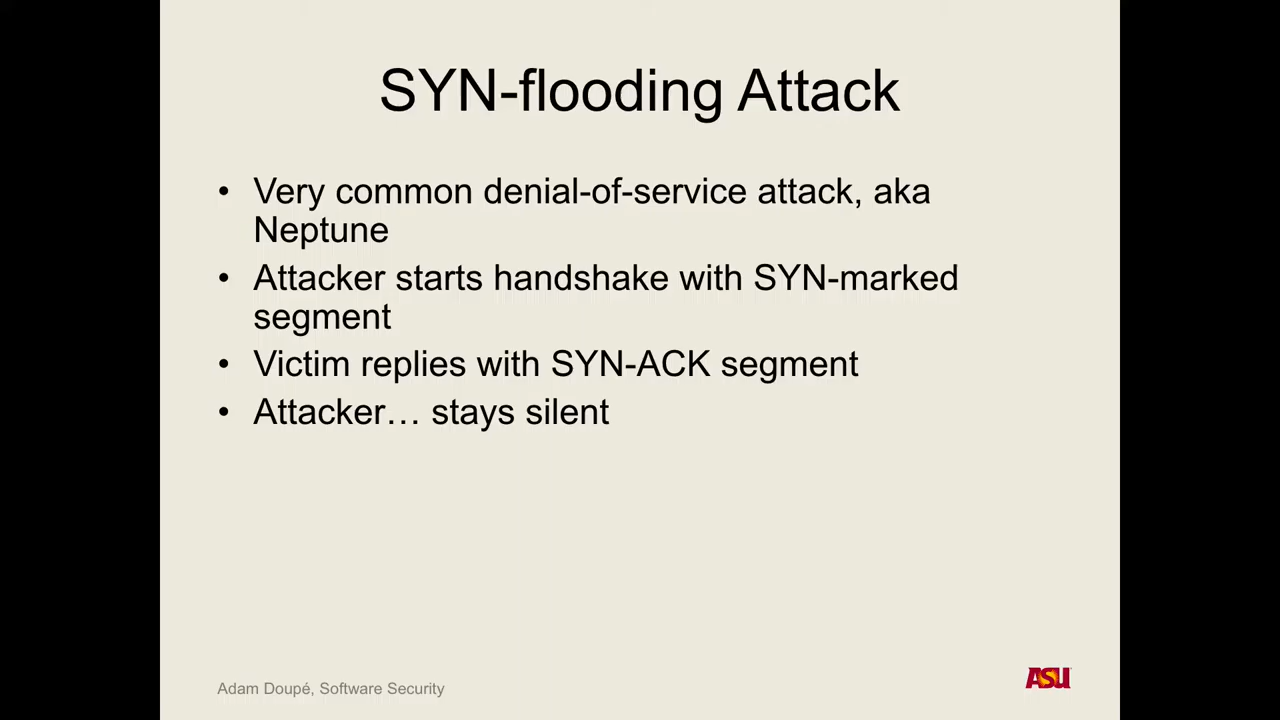 SYN-flooding Attack
• Very common denial-of-service attack, aka
Neptune
• Attacker starts handshake with SYN-marked
segment
• Victim replies with SYN-ACK segment
• Attacker… stays silent
Adam Doupé, Software Security
ASU